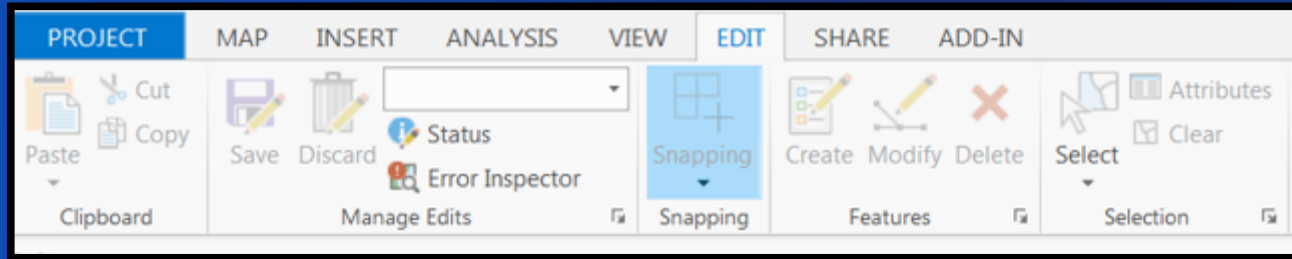 PROJECT MAP INSERT ANALYSIS VIEW EDIT SHARE ADD-IN
Cut
Copy
Paste
Save Discard
Status
Error Inspector
Snapping
Create Modify Delete
Select
Attributes
Clear
Clipboard Manage Edits Snapping Features Selection